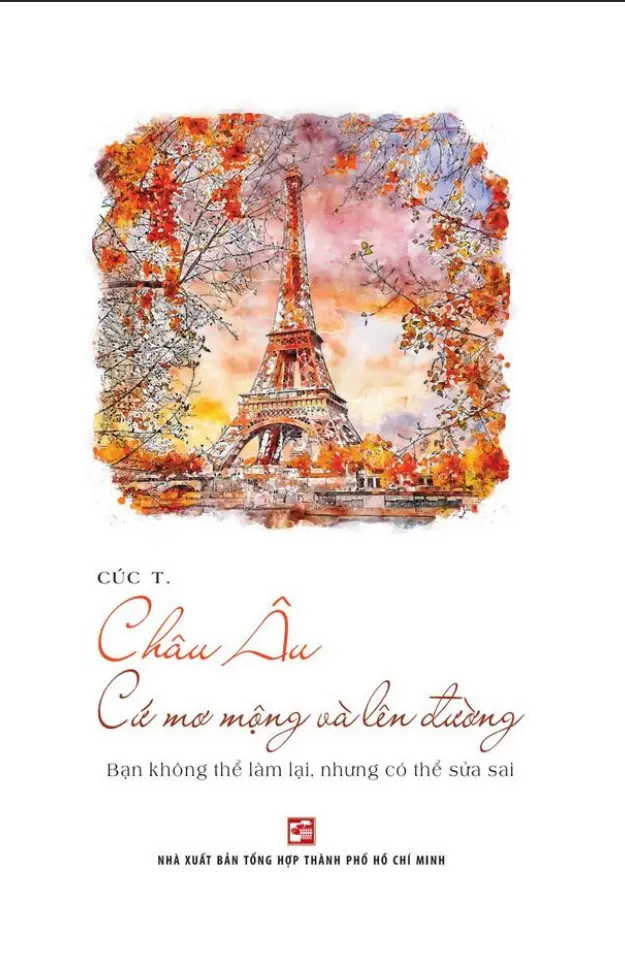 CÚC T.
Châu Âu
Cứ mơ mộng và lên đường
Bạn không thể làm lại, nhưng có thể sửa sai
NHÀ XUẤT BẢN TỔNG HỢP THÀNH PHỐ HỒ CHÍ MINH